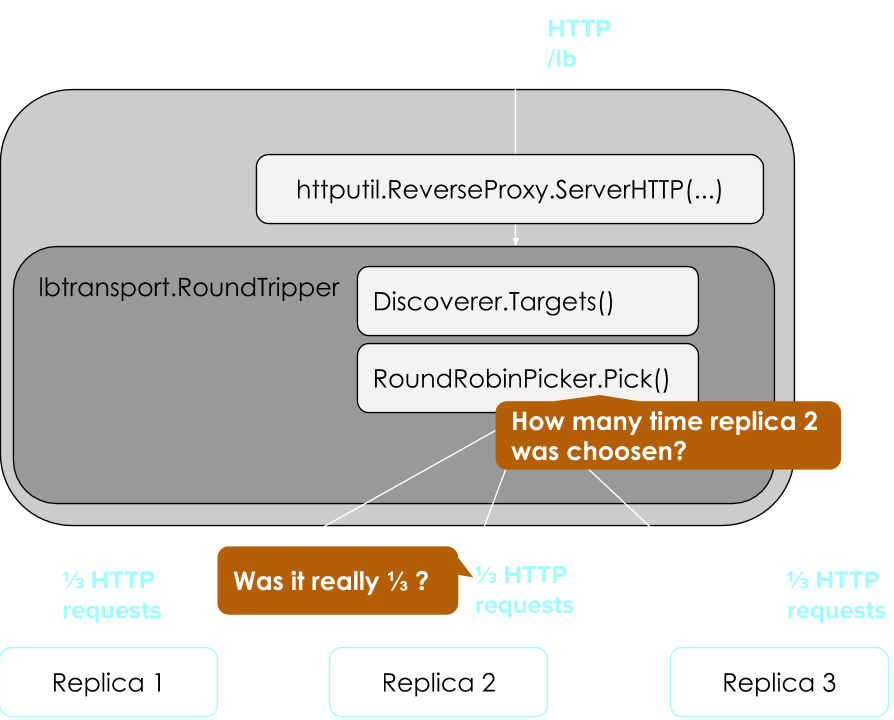 HTTP
/lb
httputil.ReverseProxy.ServerHTTP(...)
lbtransport.RoundTripper
Discoverer.Targets()
RoundRobinPicker.Pick()
How many time replica 2
was choosen?
⅓ HTTP
requests
Was it really ⅓ ?
⅓ HTTP
requests
⅓ HTTP
requests
Replica 1
Replica 2
Replica 3